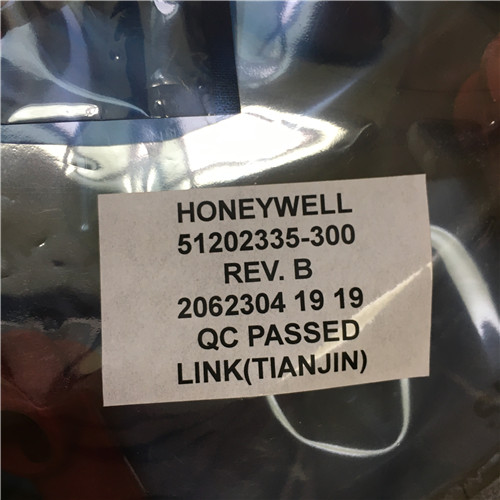 HONEYWELL
51202335-300
REV. B
2062304 19 19
QC PASSED
LINK(TIANJIN)